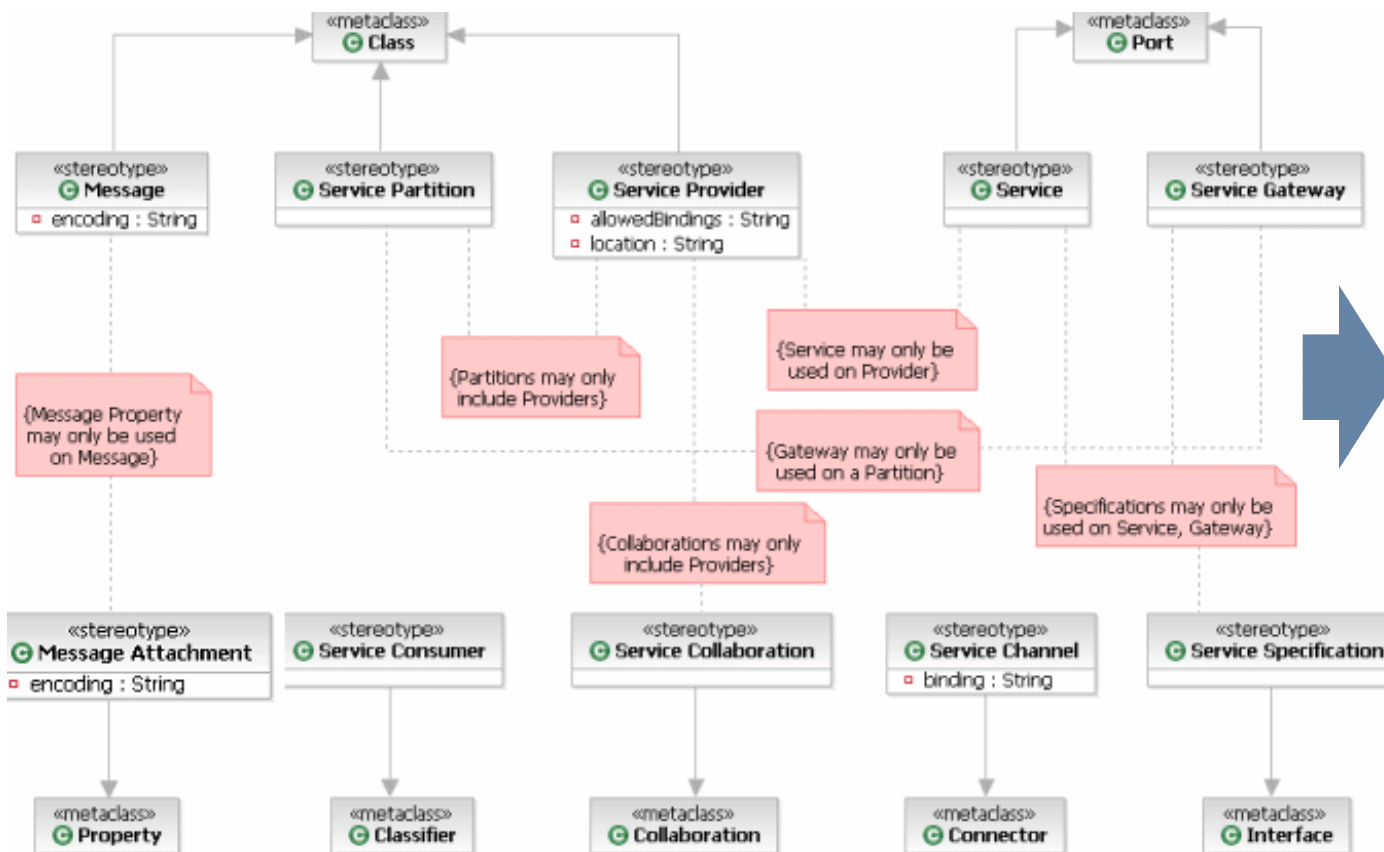 «metaclass»
Class
«metaclass»
Port
«stereotype»
Message
encoding : String
«stereotype»
Service Partition
«stereotype»
Service Provider
allowedBindings : String
location : String
«stereotype»
Service
«stereotype»
Service Gateway
{Service may only be
used on Provider}
{Partitions may only
include Providers}
{Message Property
may only be used
on Message}
{Gateway may only be
used on a Partition}
{Specifications may only be
used on Service, Gateway}
{Collaborations may only
include Providers}
«stereotype»
Message Attachment
encoding : String
«stereotype»
Service Consumer
«stereotype»
Service Collaboration
«stereotype»
Service Channel
binding : String
«stereotype»
Service Specification
«metaclass»
Property
«metaclass»
Classifier
«metaclass»
Collaboration
«metaclass»
Connector
«metaclass»
Interface